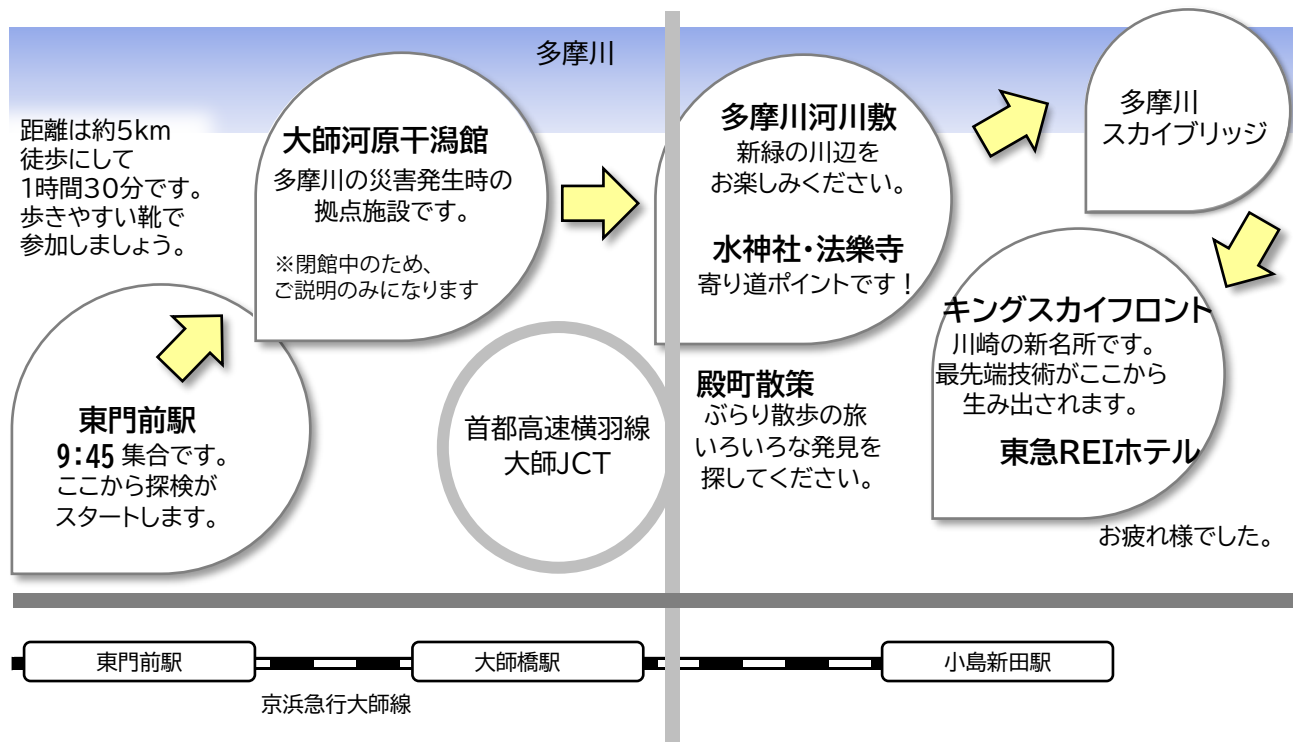 多摩川
距離は約5km
徒歩にして
1時間30分です。
歩きやすい靴で
参加しましょう。
東門前駅
9:45 集合です。
ここから探検が
スタートします。
大師河原干潟館
多摩川の災害発生時の
拠点施設です。
※閉館中のため、
ご説明のみになります
首都高速横羽線
大師JCT
多摩川河川敷
新緑の川辺を
お楽しみください。
水神社・法樂寺
寄り道ポイントです！
殿町散策
ぶらり散歩の旅
いろいろな発見を
探してください。
多摩川
スカイブリッジ
キングスカイフロント
川崎の新名所です。
最先端技術がここから
生み出されます。
東急REIホテル
お疲れ様でした。
東門前駅
大師橋駅
小島新田駅
京浜急行大師線